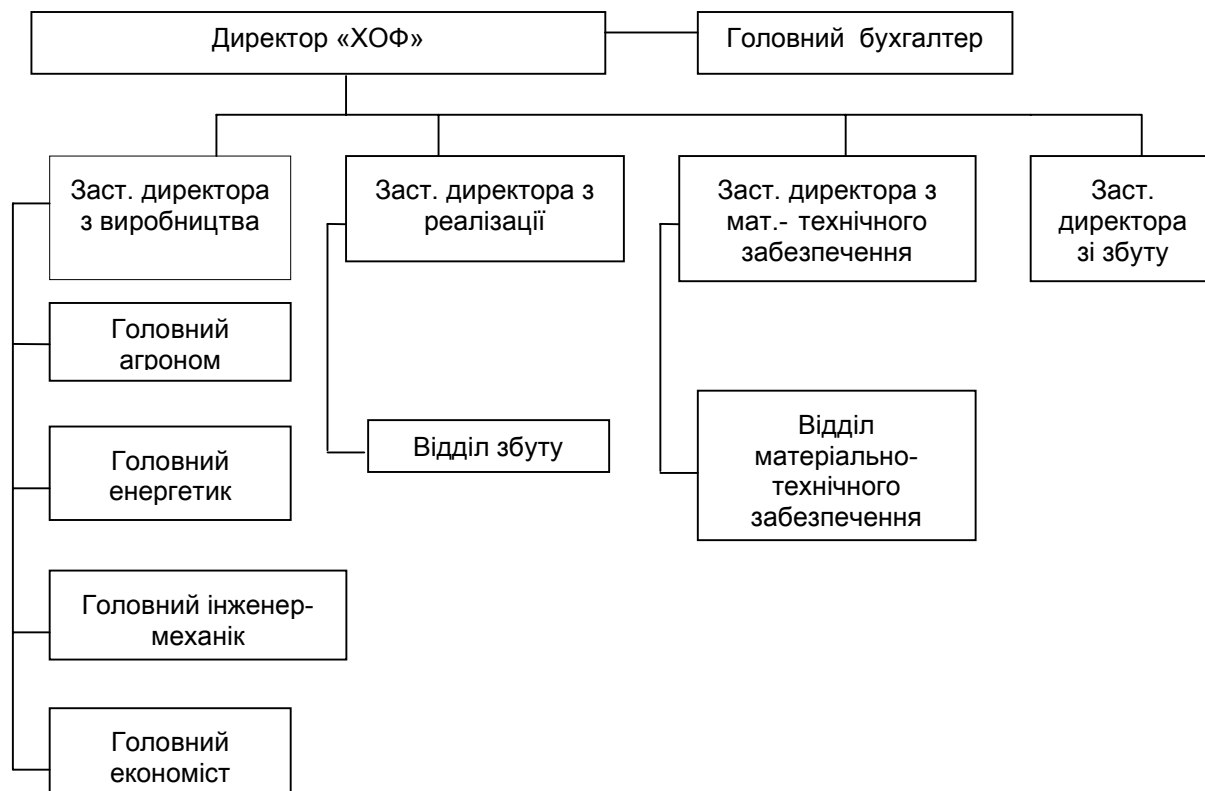 Директор «ХОФ»
Головний бухгалтер
Заст. директора
з виробництва
Заст. директора з
реалізації
Заст. директора з
мат.- технічного
забезпечення
Заст.
директора
зі збуту
Головний
агроном
Головний
енергетик
Головний інженер-
механік
Головний
економіст
Відділ збуту
Відділ
матеріально-
технічного
забезпечення